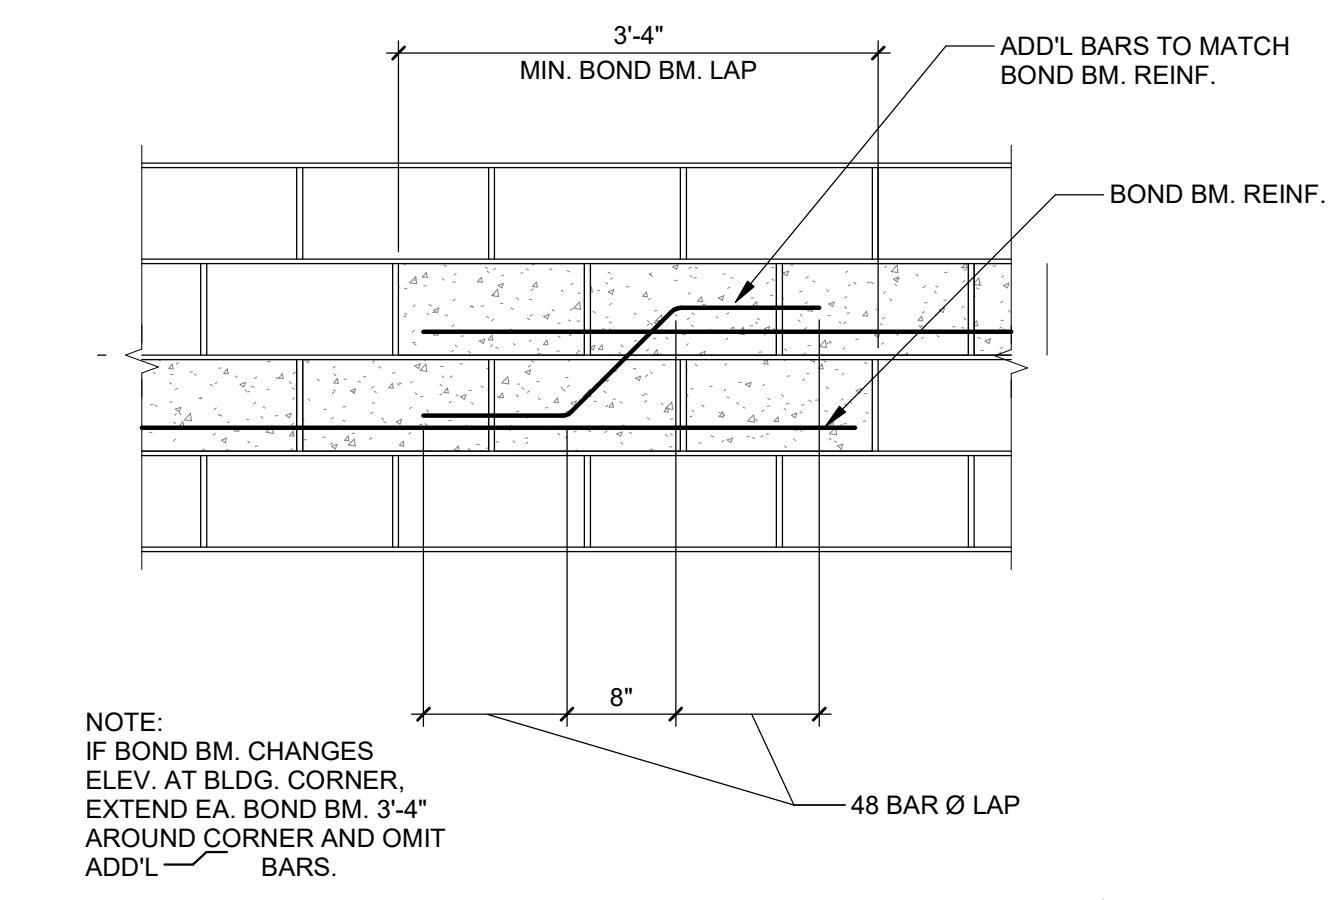 3'-4"
MIN. BOND BM. LAP
ADD'L BARS TO MATCH
BOND BM. REINF.
BOND BM. REINF.
8"
48 BAR Ø LAP
NOTE:
IF BOND BM. CHANGES
ELEV. AT BLDG. CORNER,
EXTEND EA. BOND BM. 3'-4"
AROUND CORNER AND OMIT
ADD'L BARS.